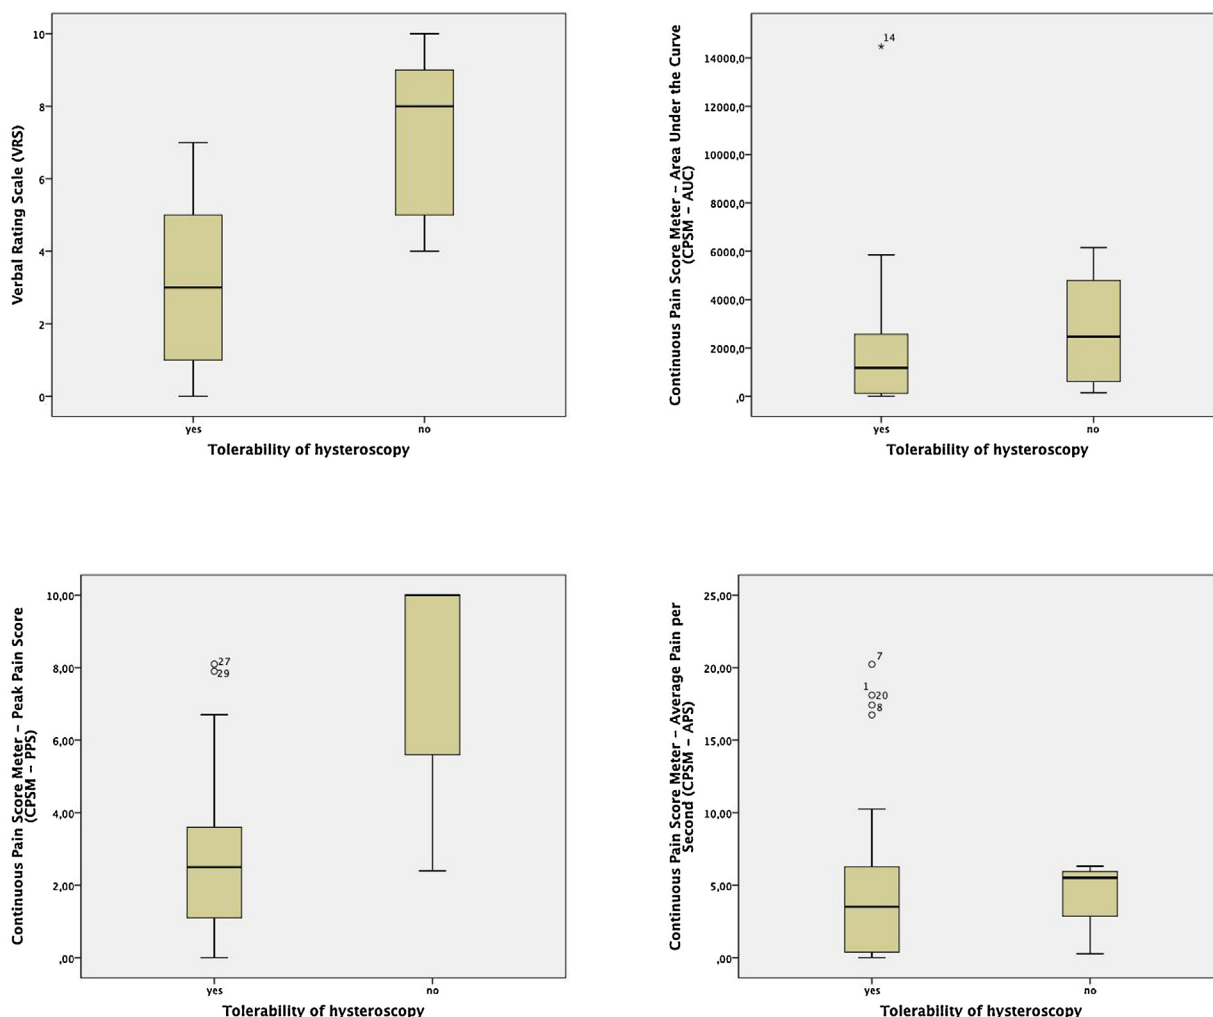 Verbal Rating Scale (VRS)
10
8
6
4
2
0
yes
no
Tolerability of hysteroscopy
Continuous Pain Score Meter – Area Under the Curve
(CPSM – AUC)
14000,0
12000,0
10000,0
8000,0
6000,0
4000,0
2000,0
,0
14
yes
no
Tolerability of hysteroscopy
Continuous Pain Score Meter – Peak Pain Score
(CPSM – PPS)
10,00
8,00
6,00
4,00
2,00
,00
27
29
yes
no
Tolerability of hysteroscopy
Continuous Pain Score Meter – Average Pain per
Second (CPSM – APS)
25,00
20,00
15,00
10,00
5,00
,00
7
1
20
8
yes
no
Tolerability of hysteroscopy